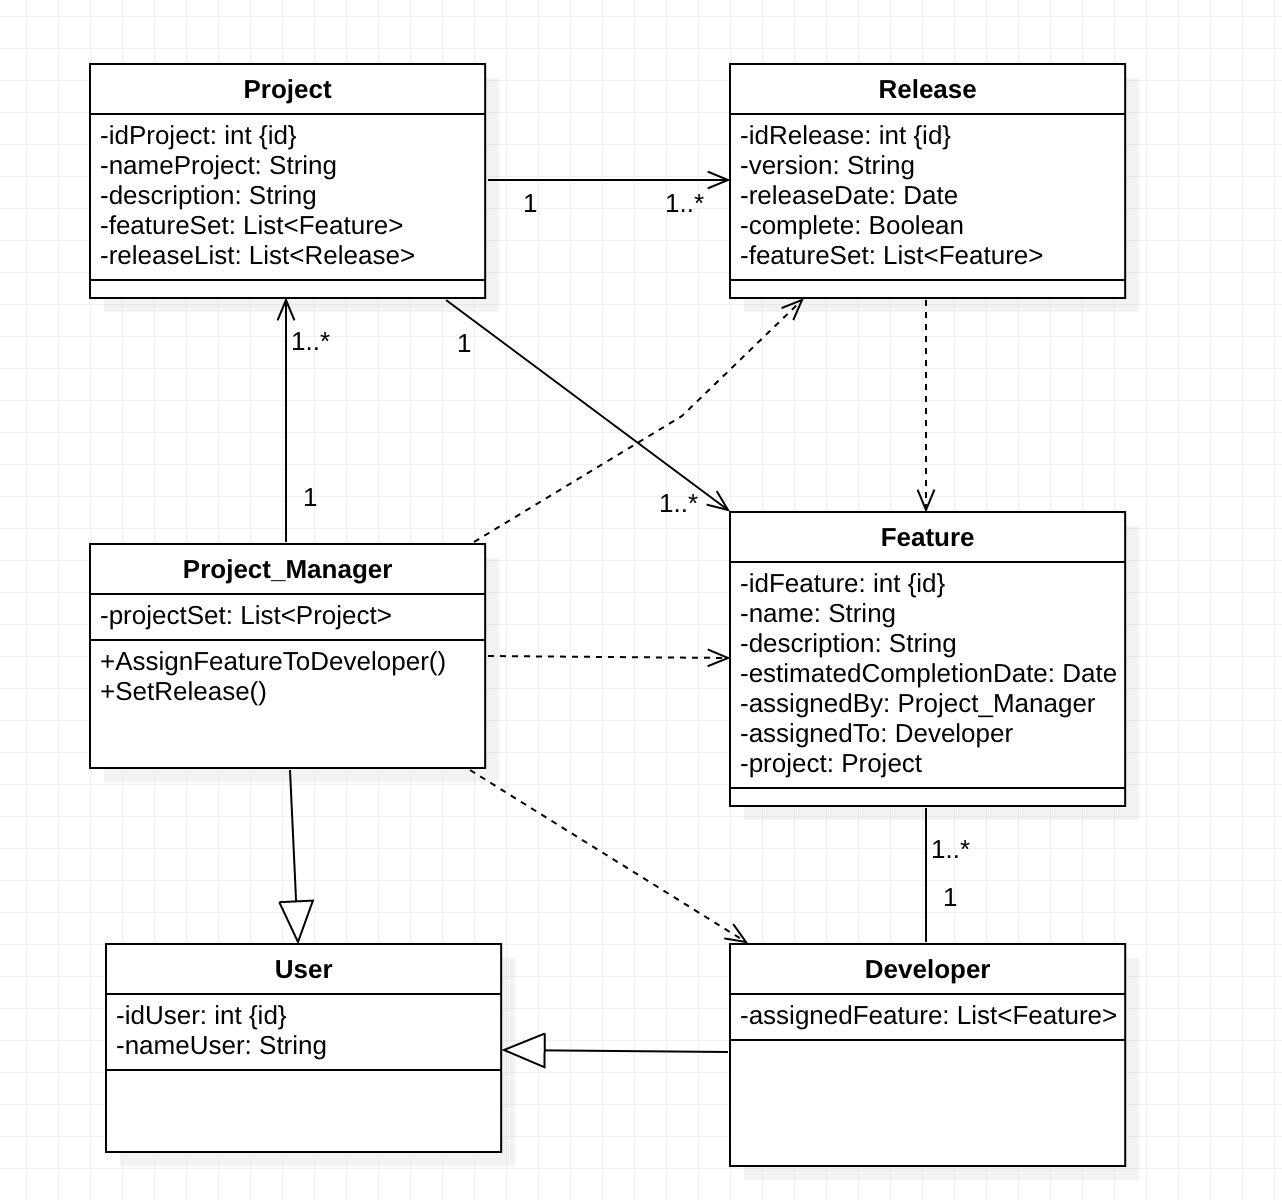 Project
-idProject: int {id}
-nameProject: String
-description: String
-featureSet: List<Feature>
-releaseList: List<Release>
Release
-idRelease: int {id}
-version: String
-releaseDate: Date
-complete: Boolean
-featureSet: List<Feature>
1
1..*
1..*
1
1
1..*
Project_Manager
-projectSet: List<Project>
+AssignFeatureToDeveloper()
+SetRelease()
Feature
-idFeature: int {id}
-name: String
-description: String
-estimatedCompletionDate: Date
-assignedBy: Project_Manager
-assignedTo: Developer
-project: Project
1..*
1
User
-idUser: int {id}
-nameUser: String
Developer
-assignedFeature: List<Feature>